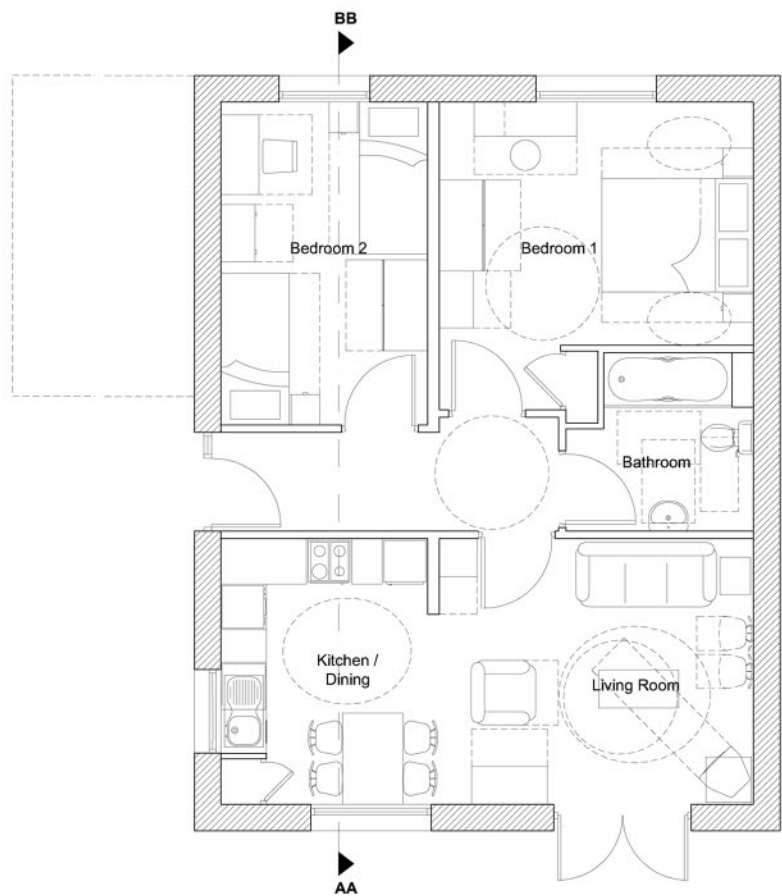 BB
Bedroom 2
Bedroom 1
Bathroom
Kitchen /
Dining
Living Room
AA